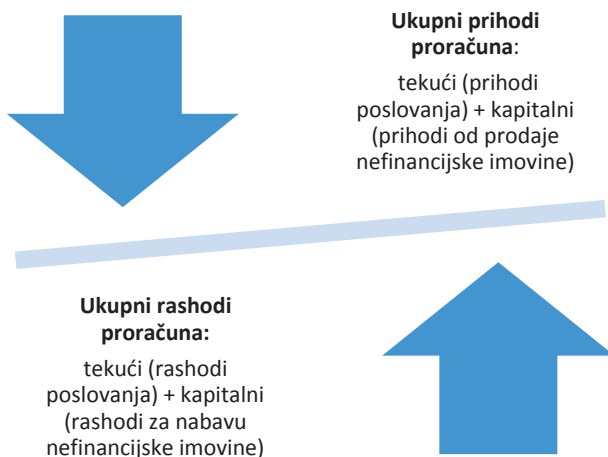 Ukupni prihodi
proračuna:
tekući (prihodi
poslovanja) + kapitalni
(prihodi od prodaje
nefinancijske imovine)
Ukupni rashodi
proračuna:
tekući (rashodi
poslovanja) + kapitalni
(rashodi za nabavu
nefinancijske imovine)